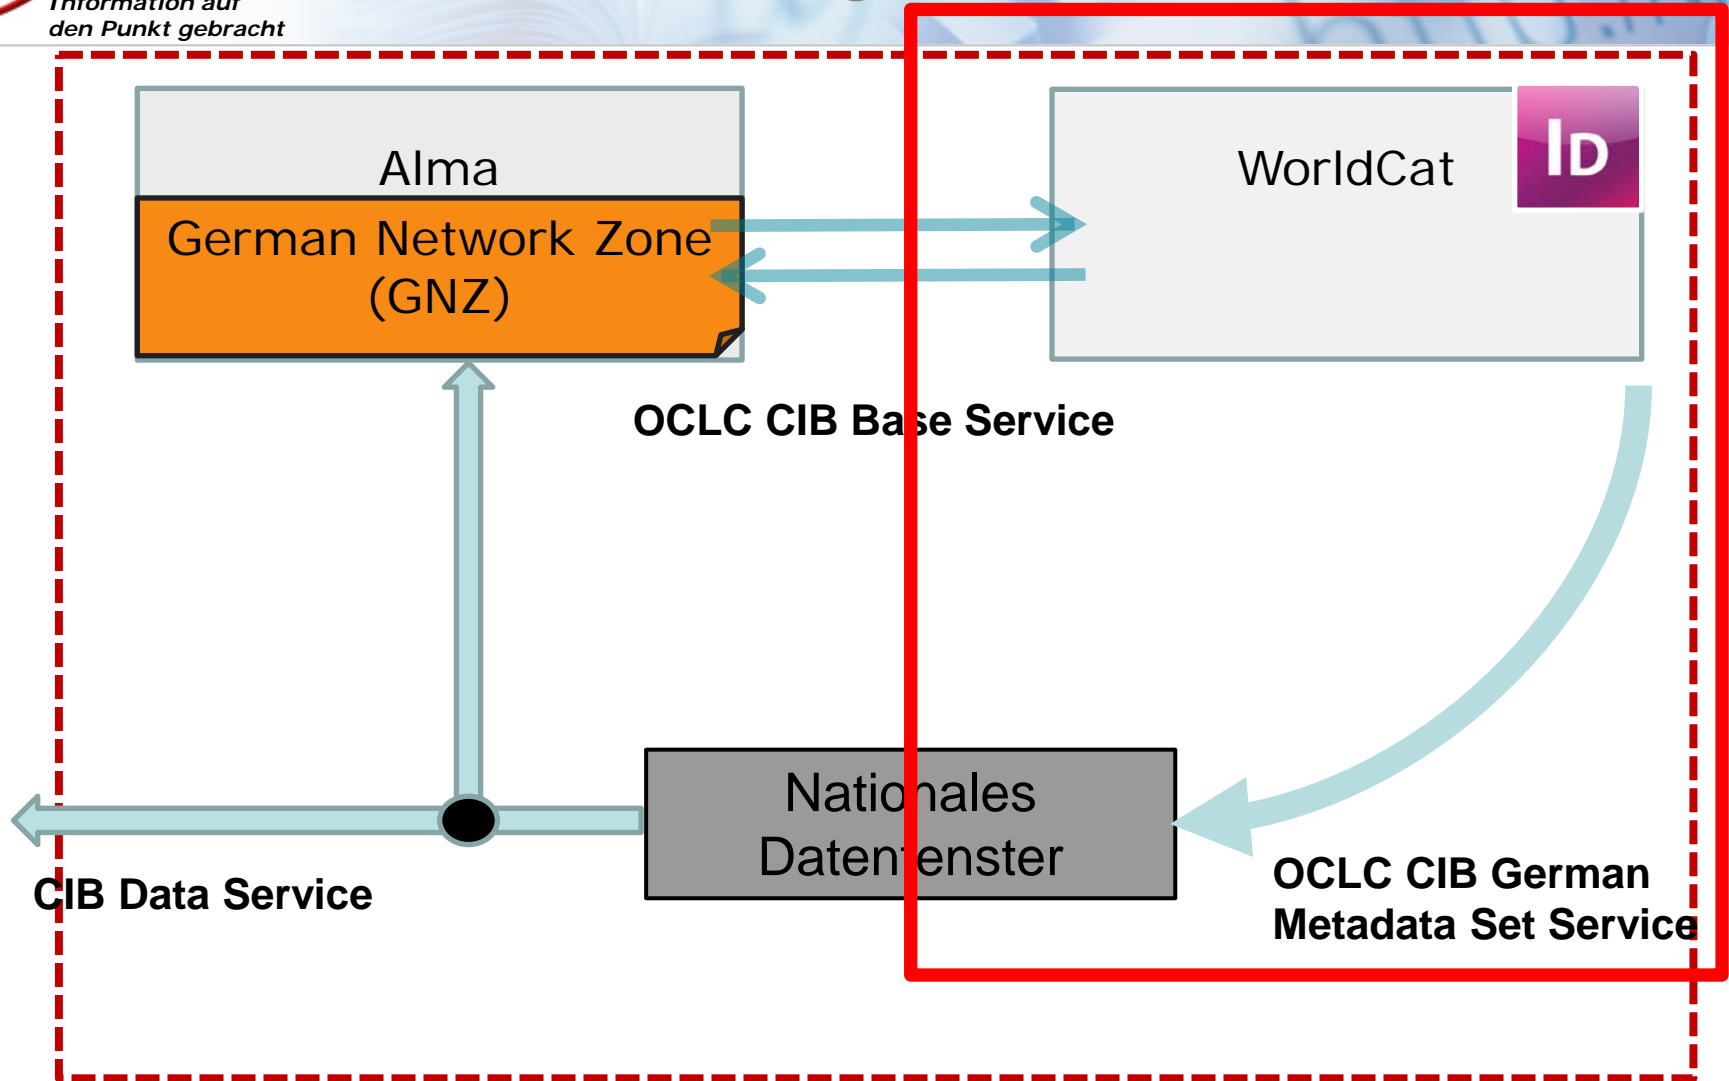 Information auf
den Punkt gebracht
Alma
German Network Zone
(GNZ)
WorldCat
ID
OCLC CIB Base Service
Nationales
Datenfenster
CIB Data Service
OCLC CIB German
Metadata Set Service